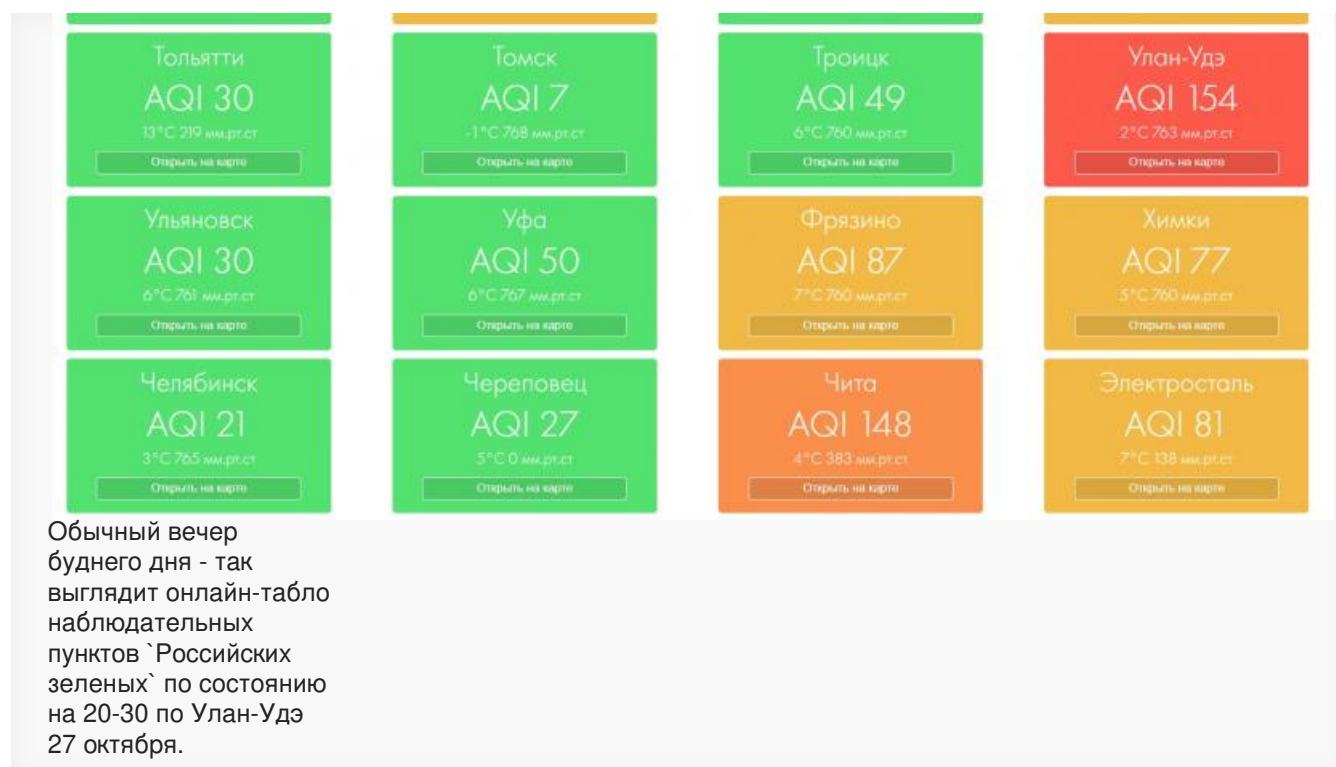 Тольятти
AQI 30
13°C 219 мм.рт.ст
Открыть на карте
Томск
AQI 7
-1°C 768 мм.рт.ст
Открыть на карте
Троицк
AQI 49
6°C 760 мм.рт.ст
Открыть на карте
Улан-Удэ
AQI 154
2°C 763 мм.рт.ст
Открыть на карте
Ульяновск
AQI 30
6°C 761 мм.рт.ст
Открыть на карте
Уфа
AQI 50
6°C 767 мм.рт.ст
Открыть на карте
Фрязино
AQI 87
7°C 760 мм.рт.ст
Открыть на карте
Химки
AQI 77
5°C 760 мм.рт.ст
Открыть на карте
Челябинск
AQI 21
3°C 765 мм.рт.ст
Открыть на карте
Череповец
AQI 27
5°C 0 мм.рт.ст
Открыть на карте
Чита
AQI 148
4°C 383 мм.рт.ст
Открыть на карте
Электросталь
AQI 81
7°C 138 мм.рт.ст
Открыть на карте
Обычный вечер
буднего дня - так
выглядит онлайн-табло
наблюдательных
пунктов `Российских
зеленых` по состоянию
на 20-30 по Улан-Удэ
27 октября.